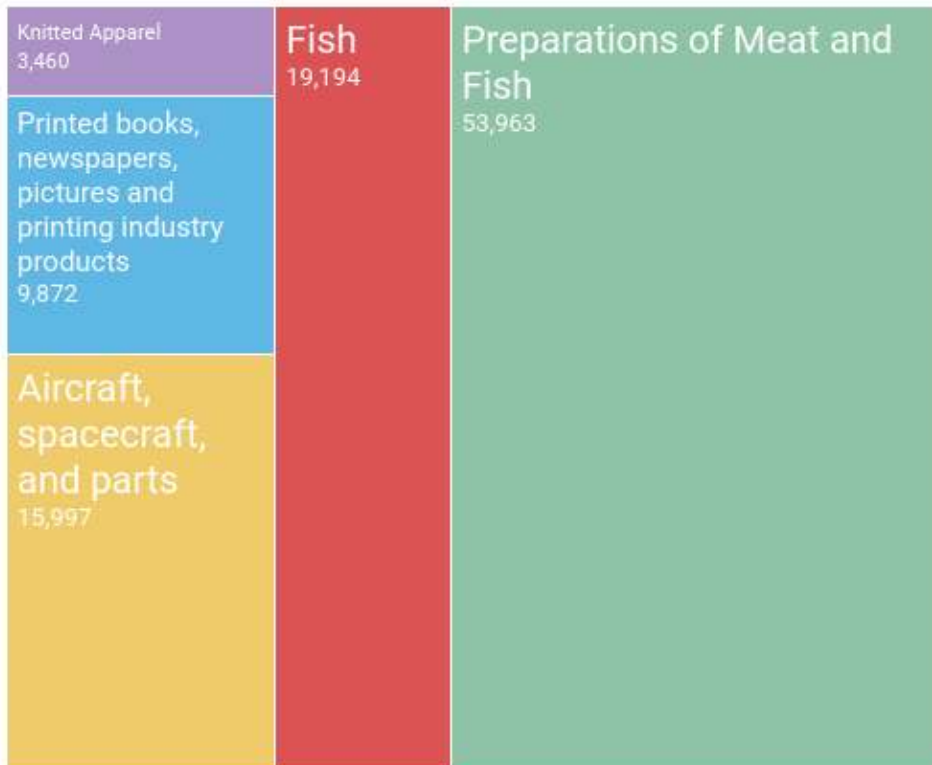 Knitted Apparel
3,460
Printed books,
newspapers,
pictures and
printing industry
products
9,872
Aircraft,
spacecraft,
and parts
15,997
Fish
19,194
Preparations of Meat and
Fish
53,963